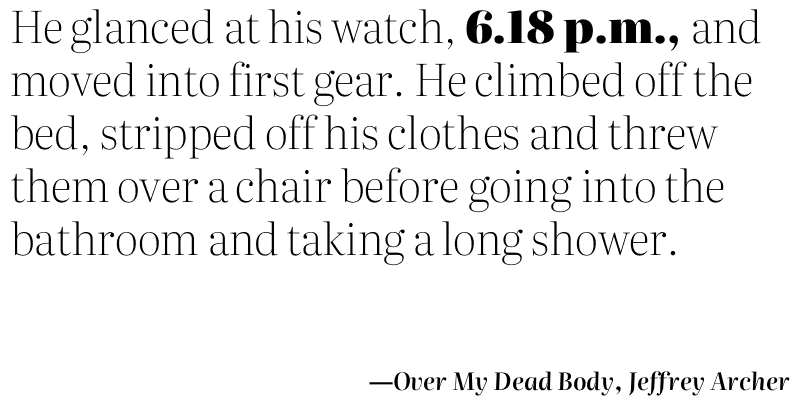 He glanced at his watch, 6.18 p.m., and
moved into first gear. He climbed off the
bed, stripped off his clothes and threw
them over a chair before going into the
bathroom and taking a long shower.
—Over My Dead Body, Jeffrey Archer